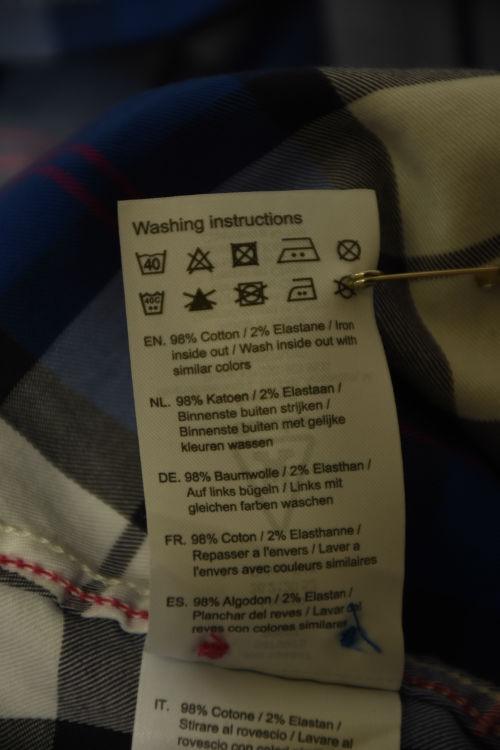 Washing instructions
40
40C
EN. 98% Cotton / 2% Elastane / Iron
inside out / Wash inside out with
similar colors
NL. 98% Katoen / 2% Elastaan /
Binnenste buiten strijken /
Binnenste buiten met gelijke
kleuren wassen
DE. 98% Baumwolle / 2% Elasthan /
Auf links bügeln / Links mit
gleichen farben waschen
FR. 98% Coton / 2% Elasthanne /
Repasser a l'envers / Laver a
l'envers avec couleurs similaires
ES. 98% Algodon / 2% Elastan /
Planchar del reves / Lavar del
reves con colores similares
IT. 98% Cotone / 2% Elastan /
Stirare al rovescio / Lavare al
rovescio con